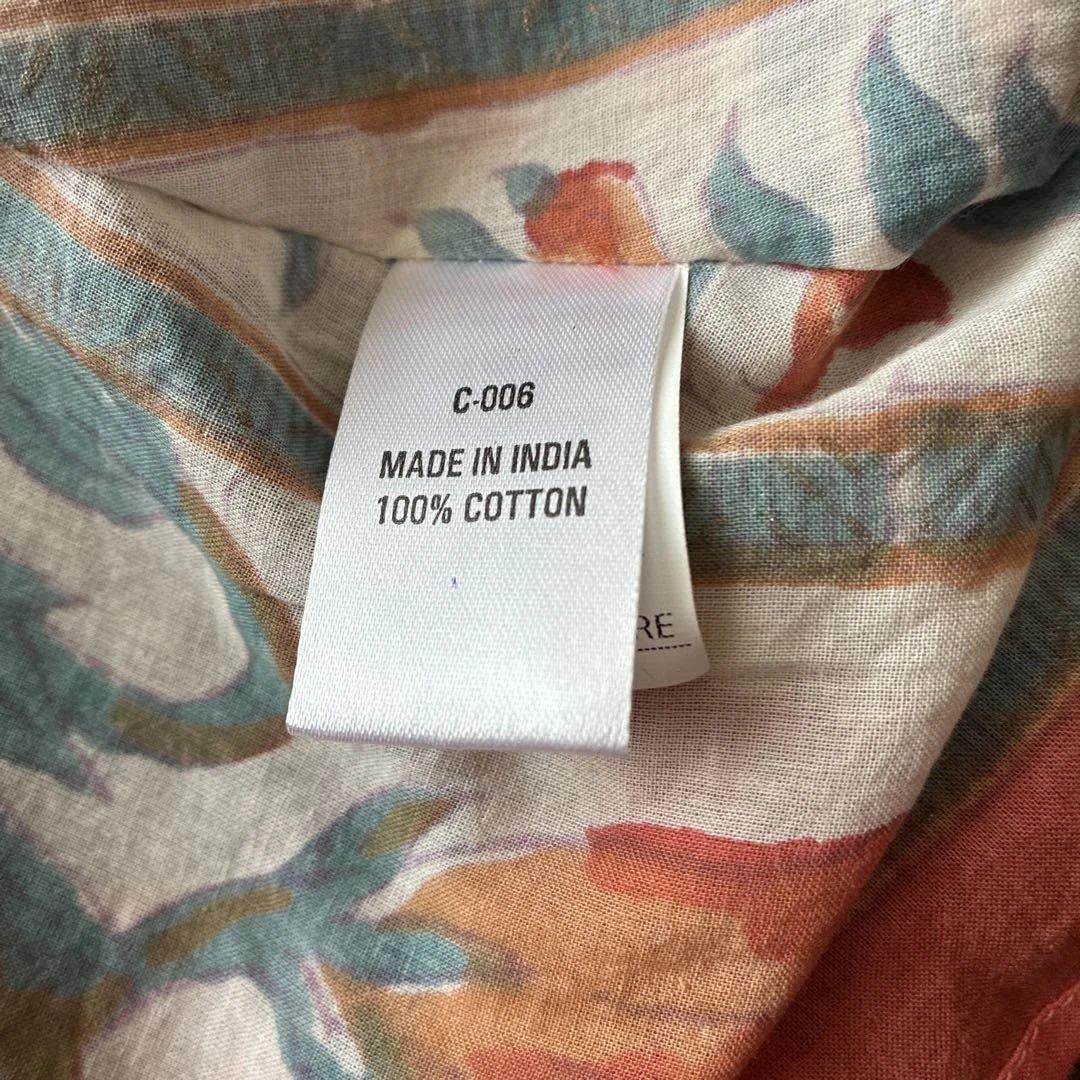 C-006
MADE IN INDIA
100% COTTON